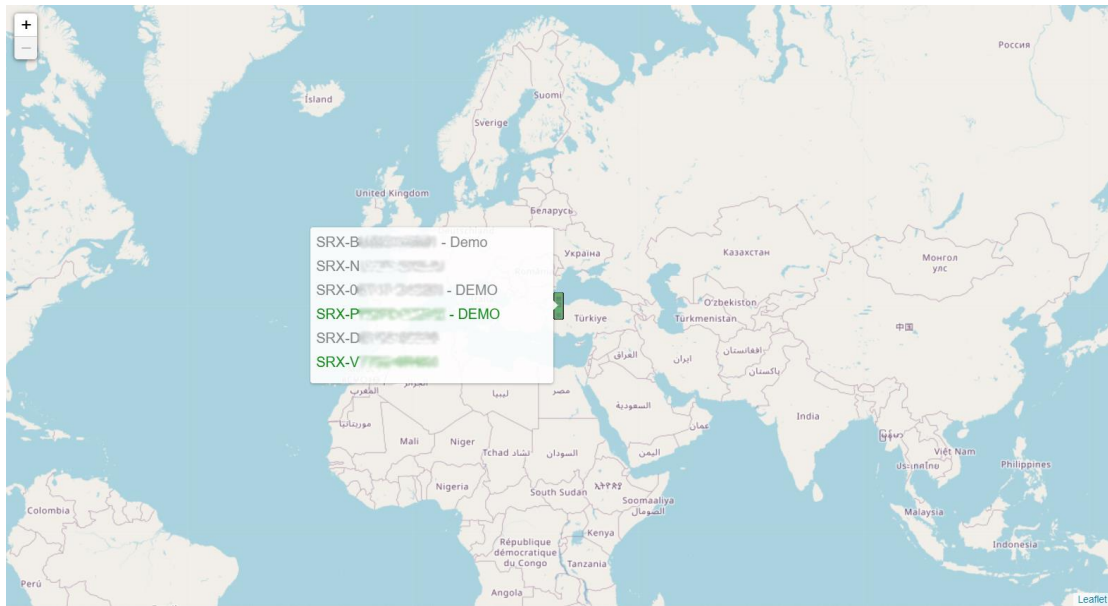 +
−
Россия
Ísland
Suomi
Sverige
United Kingdom
Беларусь
SRX-B - Demo
SRX-N
SRX-0 - DEMO
SRX-P - DEMO
SRX-D
SRX-V
Україна
Казахстан
Монгол
улс
O'zbekiston
Türkiye
Türkmenistan
中国
العراق
ایران
افغانستان
پاکستان
المغرب
ليبيا
مصر
السعودية
India
موريتانيا
عمان
Mali
Niger
Tchad تشاد
السودان
اليمن
Việt Nam
Philippines
Nigeria
South Sudan
ኢትዮጵያ
Soomaaliya
الصومال
Colombia
Malaysia
Kenya
République
démocratique
du Congo
Indonesia
Tanzania
Perú
Angola
Leaflet